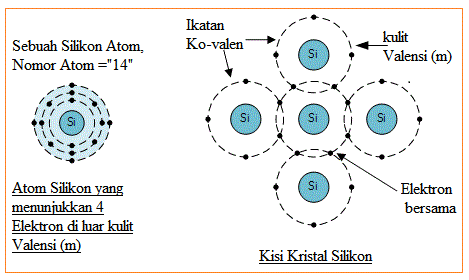 Sebuah Silikon Atom,
Nomor Atom ="14"
Si
Atom Silikon yang
menunjukkan 4
Elektron di luar kulit
Valensi (m)
Ikatan
Ko-valen
kulit
Valensi (m)
Si
Si
Si
Si
Si
Elektron
bersama
Kisi Kristal Silikon